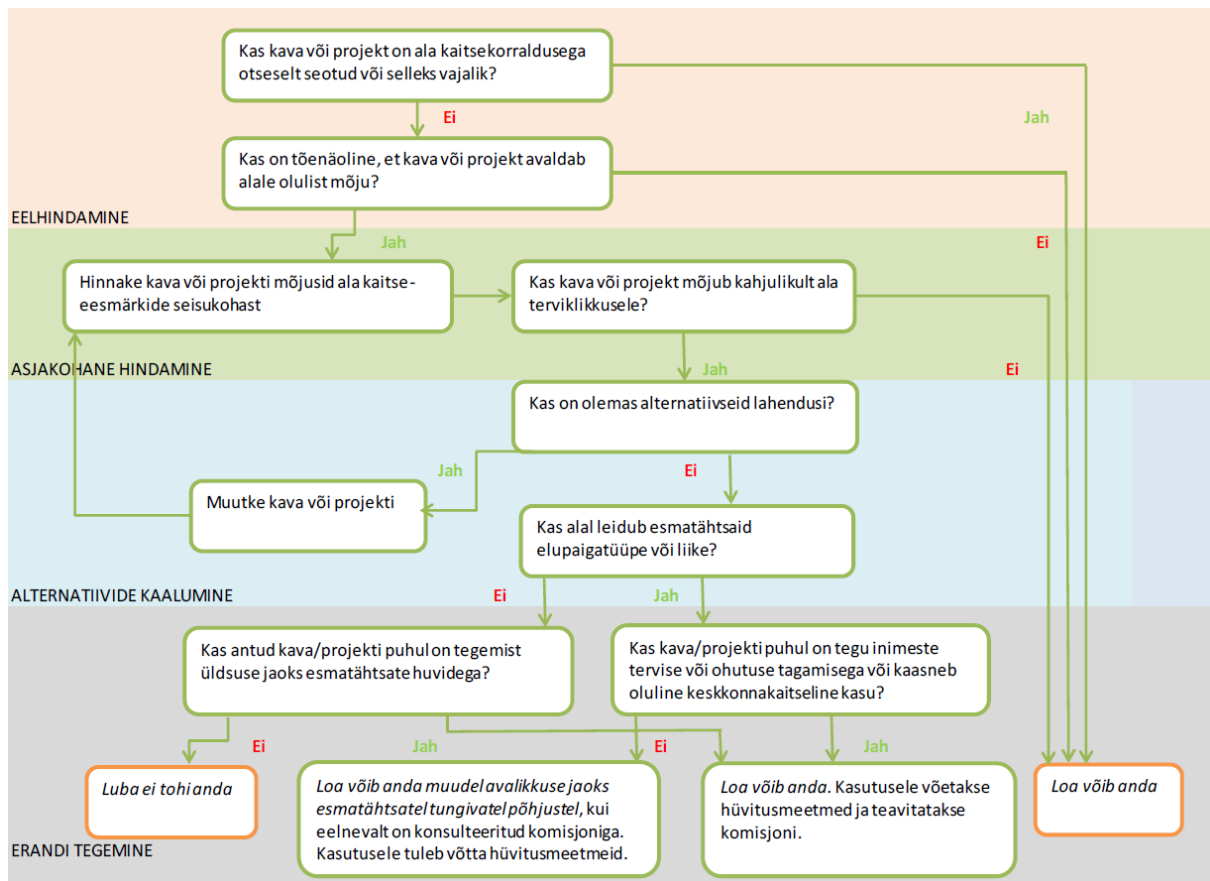 Kas kava või projekt on ala kaitsekorraldusega
otseselt seotud või selleks vajalik?
Ei
Jah
Kas on tõenäoline, et kava või projekt avaldab
alale olulist mõju?
EELHINDAMINE
Jah
Ei
Hinnake kava või projekti mõjusid ala kaitse-
eesmärkide seisukohast
Kas kava või projekt mõjub kahjulikult ala
terviklikkusele?
ASJAKOHANE HINDAMINE
Jah
Ei
Kas on olemas alternatiivseid lahendusi?
Jah
Ei
Muutke kava või projekti
Kas alal leidub esmatähtsaid
elupaigatüüpe või liike?
ALTERNATIIVIDE KAALUMINE
Ei
Jah
Kas antud kava/projekti puhul on tegemist
üldsuse jaoks esmatähtsate huvidega?
Kas kava/projekti puhul on tegu inimeste
tervise või ohutuse tagamisega või kaasneb
oluline keskkonnakaitseline kasu?
Ei
Jah
Ei
Jah
Luba ei tohi anda
Loa võib anda muudel avalikkuse jaoks
esmatähtsatel tungivatel põhjustel, kui
eelnevalt on konsulteeritud komisjoniga.
Kasutusele tuleb võtta hüvitusmeetmeid.
Loa võib anda. Kasutusele võetakse
hüvitusmeetmed ja teavitatakse
komisjoni.
Loa võib anda
ERANDI TEGEMINE